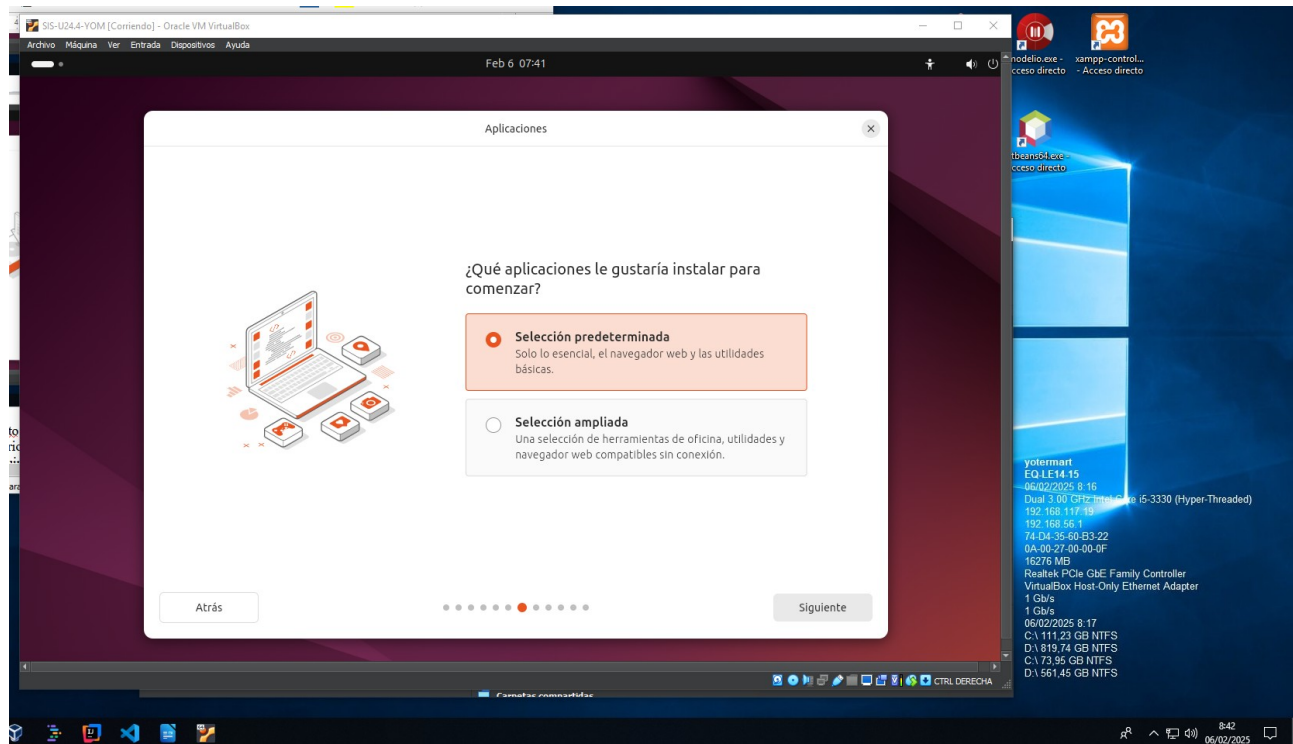 SIS-U24.4-YOM [Corriendo] - Oracle VM VirtualBox
Archivo Máquina Ver Entrada Dispositivos Ayuda
Feb 6 07:41
Aplicaciones
¿Qué aplicaciones le gustaría instalar para
comenzar?
Selección predeterminada
Solo lo esencial, el navegador web y las utilidades
básicas.
Selección ampliada
Una selección de herramientas de oficina, utilidades y
navegador web compatibles sin conexión.
Atrás
Siguiente
CTRL DERECHA
Carpetas compartidas
modelio.exe -
cceso directo
xampp-control...
- Acceso directo
tbeans64.exe -
cceso directo
yotermart
EQ-LE14-15
06/02/2025 8:16
Dual 3.00 GHz Intel Core i5-3330 (Hyper-Threaded)
192.168.117.19
192.168.56.1
74-D4-35-60-B3-22
0A-00-27-00-00-0F
16276 MB
Realtek PCIe GbE Family Controller
VirtualBox Host-Only Ethernet Adapter
1 Gb/s
1 Gb/s
06/02/2025 8:17
C:\ 111,23 GB NTFS
D:\ 819,74 GB NTFS
C:\ 73,95 GB NTFS
D:\ 561,45 GB NTFS
8:42
06/02/2025